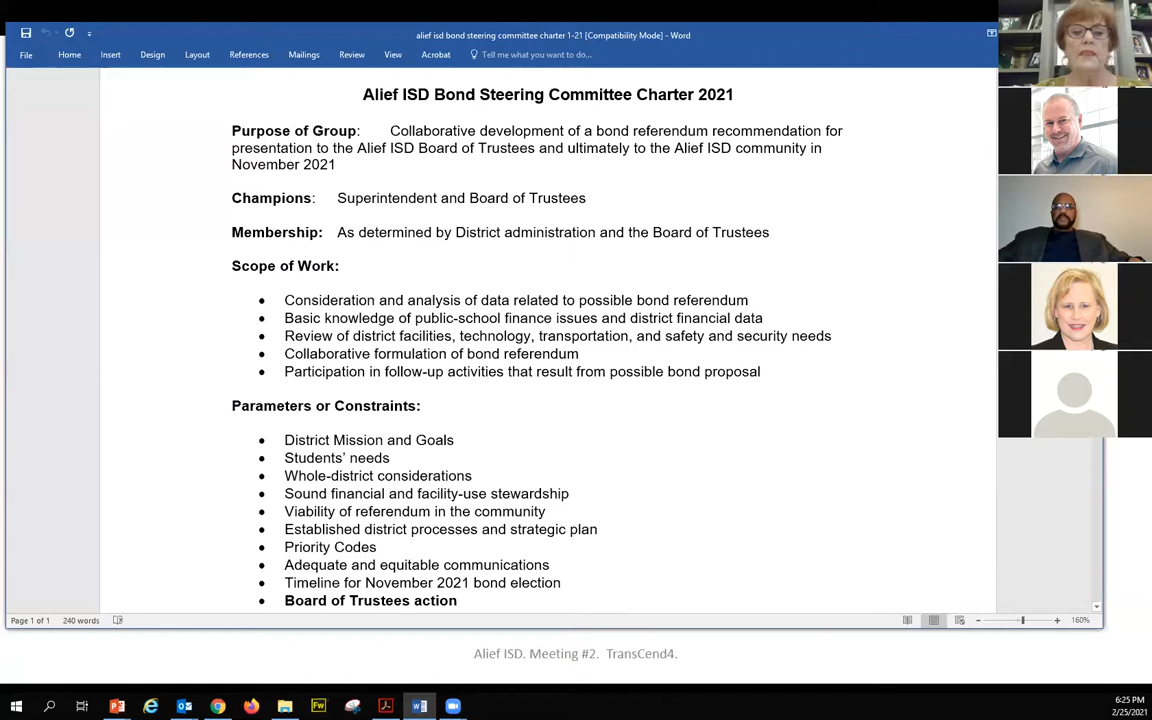 alief isd bond steering committee charter 1-21 [Compatibility Mode] - Word
File Home Insert Design Layout References Mailings Review View Acrobat Tell me what you want to do...
Alief ISD Bond Steering Committee Charter 2021
Purpose of Group: Collaborative development of a bond referendum recommendation for
presentation to the Alief ISD Board of Trustees and ultimately to the Alief ISD community in
November 2021
Champions: Superintendent and Board of Trustees
Membership: As determined by District administration and the Board of Trustees
Scope of Work:
• Consideration and analysis of data related to possible bond referendum
• Basic knowledge of public-school finance issues and district financial data
• Review of district facilities, technology, transportation, and safety and security needs
• Collaborative formulation of bond referendum
• Participation in follow-up activities that result from possible bond proposal
Parameters or Constraints:
• District Mission and Goals
• Students’ needs
• Whole-district considerations
• Sound financial and facility-use stewardship
• Viability of referendum in the community
• Established district processes and strategic plan
• Priority Codes
• Adequate and equitable communications
• Timeline for November 2021 bond election
• Board of Trustees action
Page 1 of 1 240 words 160%
Alief ISD. Meeting #2. TransCend4.
Fw
6:25 PM
2/25/2021